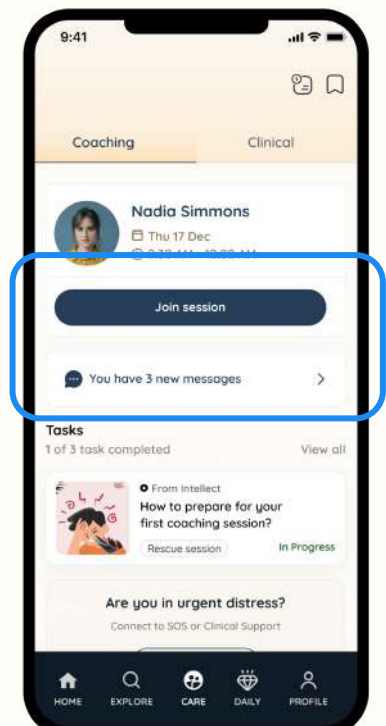 9:41
Coaching Clinical
Nadia Simmons
Thu 17 Dec
Join session
You have 3 new messages
Tasks
1 of 3 task completed View all
From Intellect
How to prepare for your
first coaching session?
Rescue session In Progress
Are you in urgent distress?
Connect to SOS or Clinical Support
HOME EXPLORE CARE DAILY PROFILE